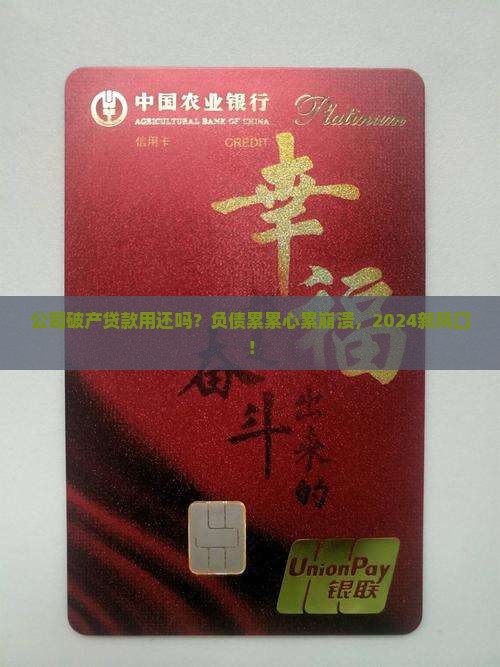 中国农业银行
AGRICULTURAL BANK OF CHINA
Platinum
信用卡 CREDIT
幸福
公司破产贷款用还吗？负债累累心累崩溃，2024新风口
！
奋斗
出来的
UnionPay
银联